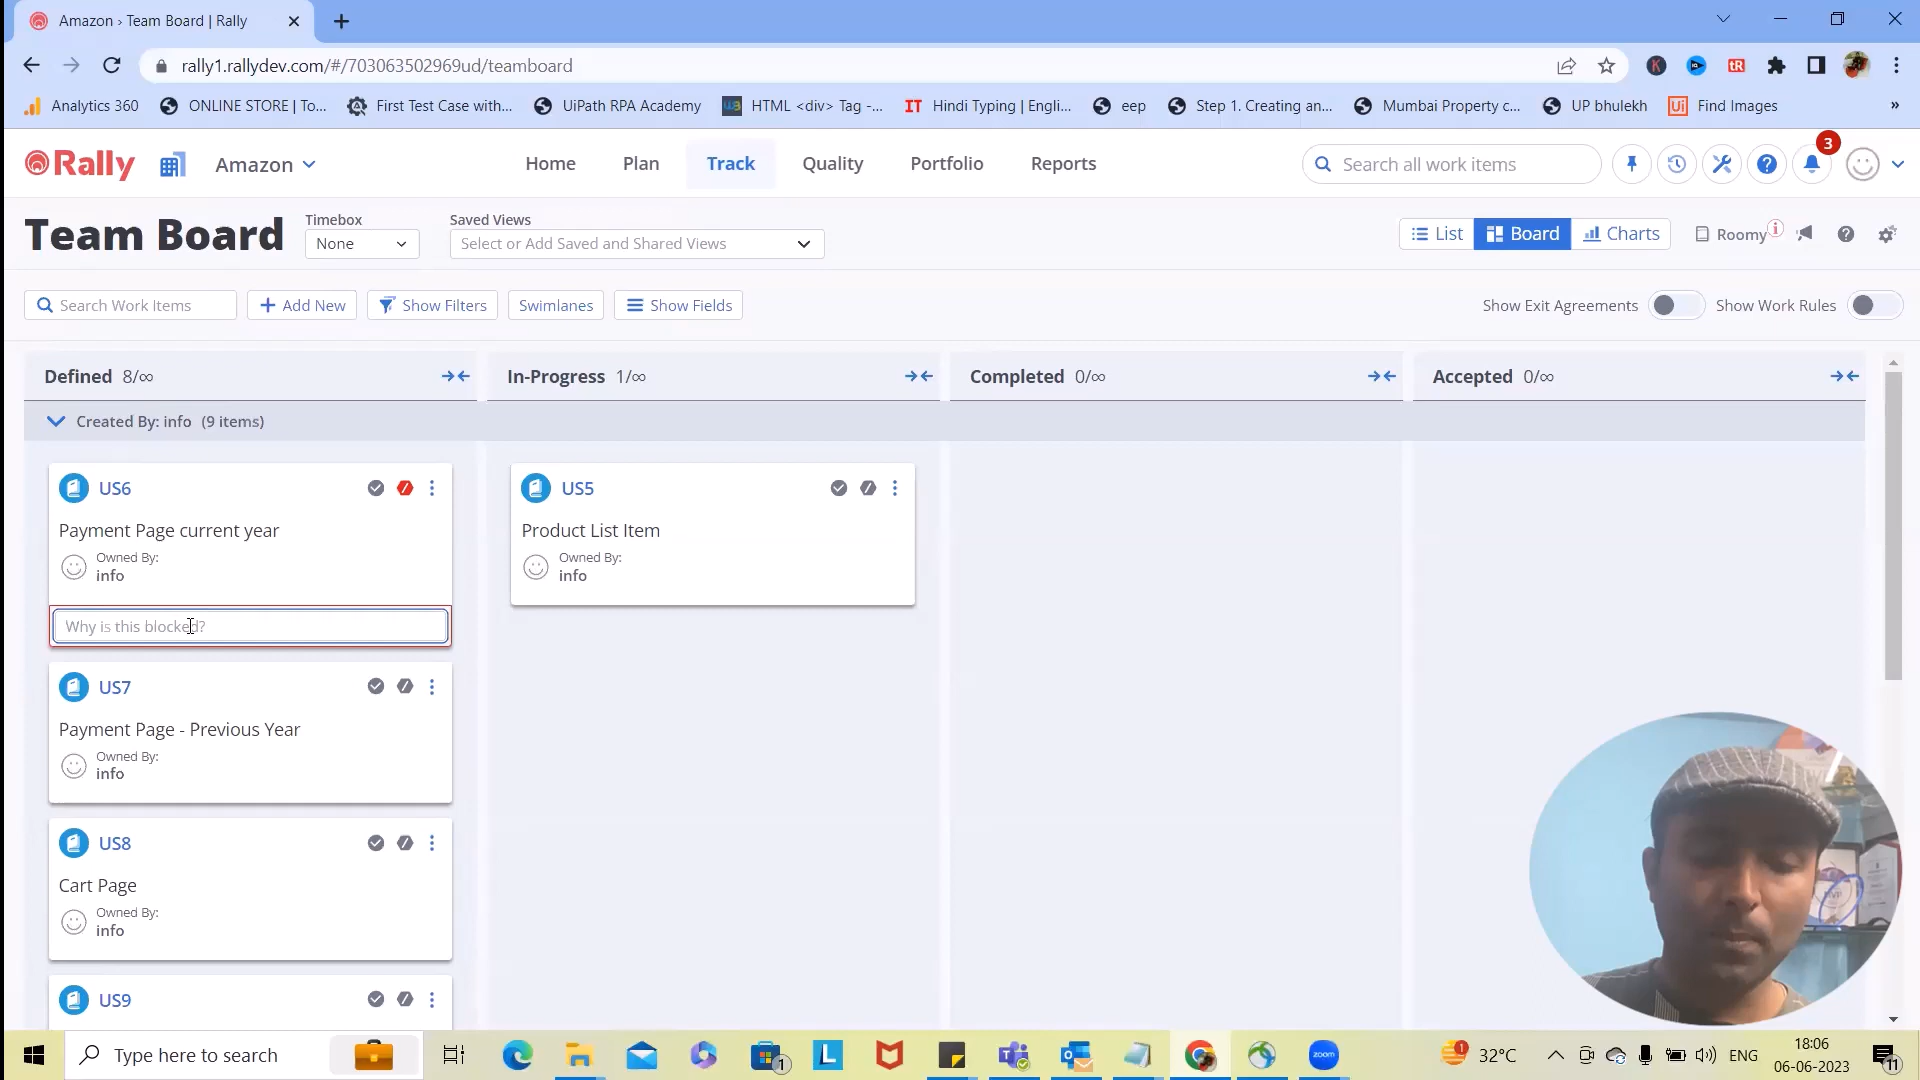 Amazon › Team Board | Rally
rally1.rallydev.com/#/703063502969ud/teamboard
Analytics 360
ONLINE STORE | To...
First Test Case with...
UiPath RPA Academy
HTML <div> Tag -...
Hindi Typing | Engli...
eep
Step 1. Creating an...
Mumbai Property c...
UP bhulekh
Find Images
»
Rally
Amazon
Home
Plan
Track
Quality
Portfolio
Reports
Search all work items
3
Team Board
Timebox
None
Saved Views
Select or Add Saved and Shared Views
List
Board
Charts
Roomy
Search Work Items
Add New
Show Filters
Swimlanes
Show Fields
Show Exit Agreements
Show Work Rules
Defined 8/∞
In-Progress 1/∞
Completed 0/∞
Accepted 0/∞
Created By: info (9 items)
US6
Payment Page current year
Owned By:
info
Why is this blocked?
US5
Product List Item
Owned By:
info
US7
Payment Page - Previous Year
Owned By:
info
US8
Cart Page
Owned By:
info
US9
Type here to search
zoom
32°C
ENG
18:06
06-06-2023
11